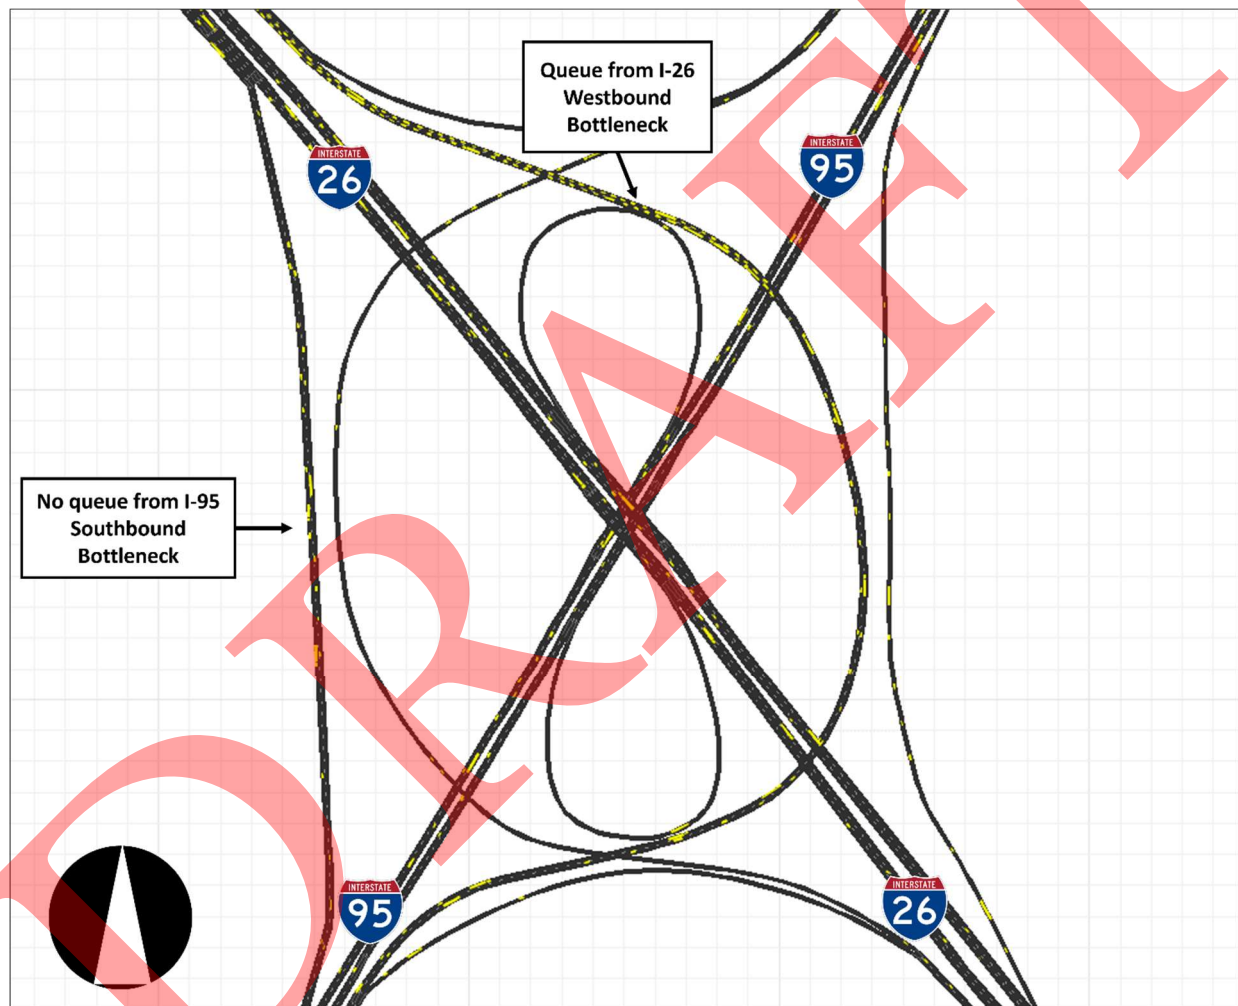 Queue from I-26
Westbound
Bottleneck
INTERSTATE
26
INTERSTATE
95
No queue from I-95
Southbound
Bottleneck
INTERSTATE
95
INTERSTATE
26
DRAFT